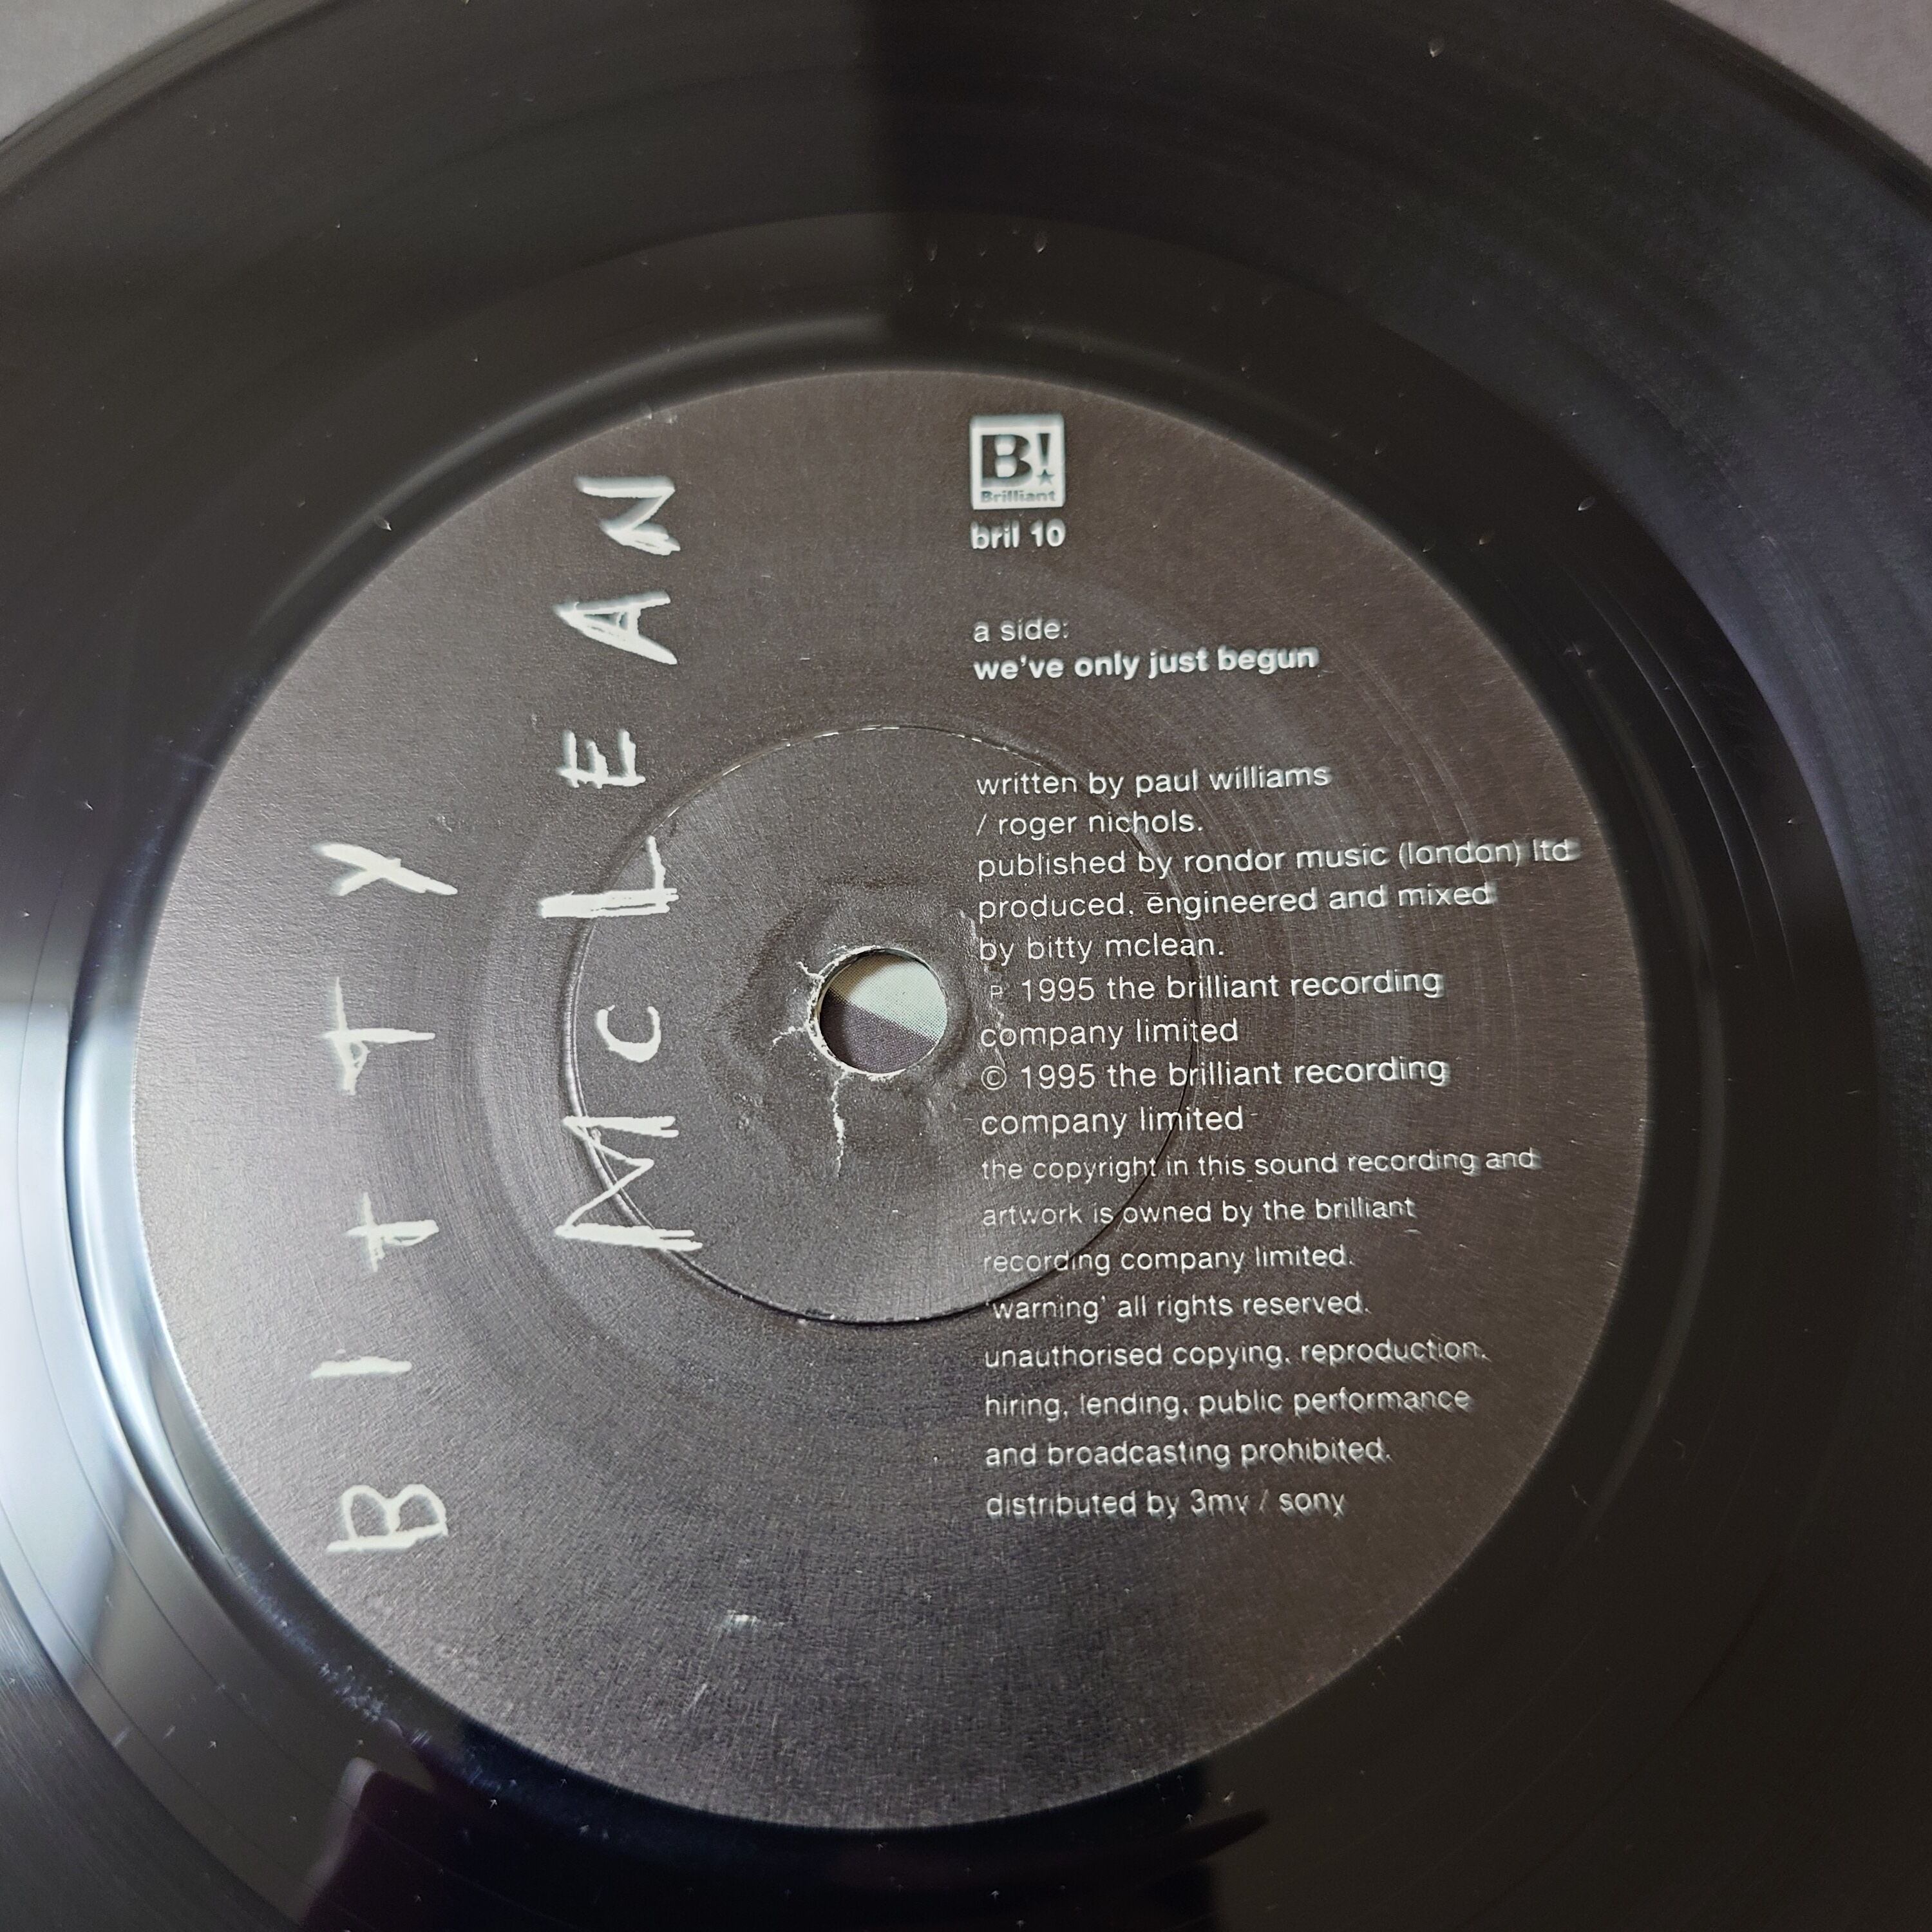 BITTY
MCLEAN
B!
Brilliant
bril 10
a side:
we've only just begun
written by paul williams
/ roger nichols.
published by rondor music (london) ltd
produced, engineered and mixed
by bitty mclean.
℗ 1995 the brilliant recording
company limited
© 1995 the brilliant recording
company limited
the copyright in this sound recording and
artwork is owned by the brilliant
recording company limited.
'warning' all rights reserved.
unauthorised copying, reproduction,
hiring, lending, public performance
and broadcasting prohibited.
distributed by 3mv / sony